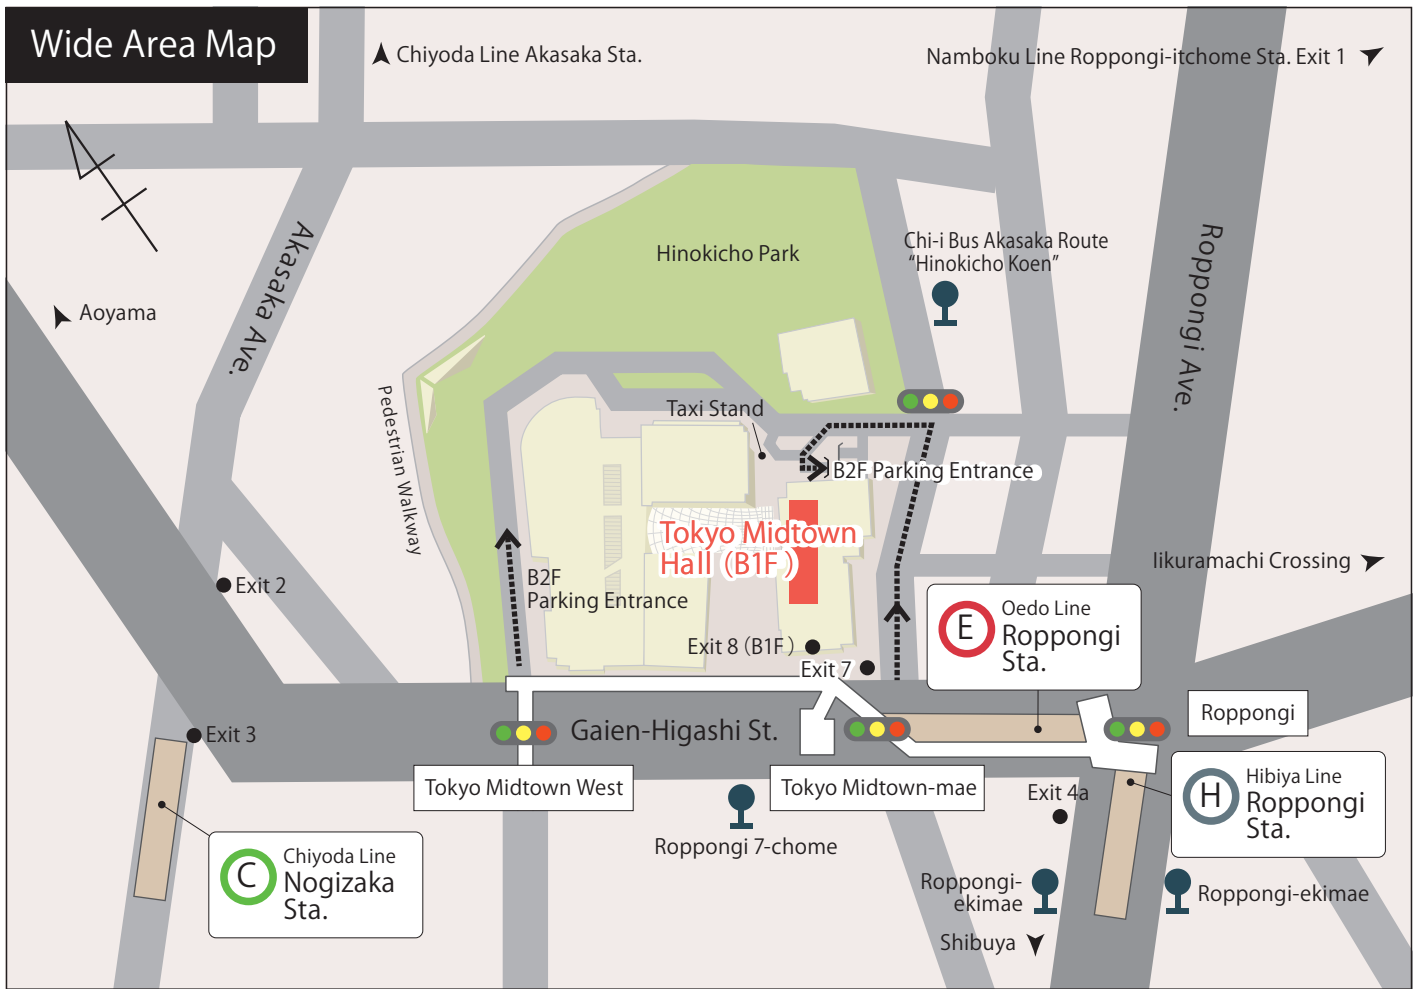 Wide Area Map
Chiyoda Line Akasaka Sta.
Namboku Line Roppongi-itchome Sta. Exit 1
Akasaka Ave.
Aoyama
Hinokicho Park
Chi-i Bus Akasaka Route
“Hinokicho Koen”
Roppongi Ave.
Pedestrian Walkway
Taxi Stand
B2F Parking Entrance
Tokyo Midtown
Hall (B1F)
B2F
Parking Entrance
Iikuramachi Crossing
Exit 2
Oedo Line
E
Roppongi
Sta.
Exit 8 (B1F)
Exit 7
Roppongi
Exit 3
Gaien-Higashi St.
Tokyo Midtown West
Tokyo Midtown-mae
Exit 4a
Hibiya Line
H
Roppongi
Sta.
Roppongi 7-chome
Chiyoda Line
C
Nogizaka
Sta.
Roppongi-
ekimae
Roppongi-ekimae
Shibuya